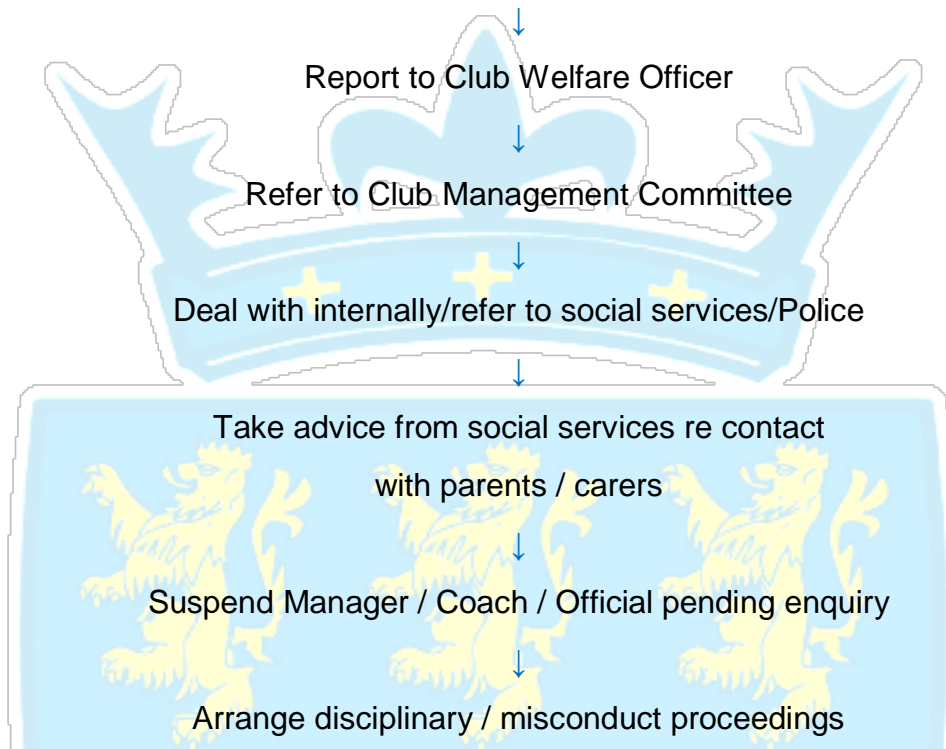 ↓
Report to Club Welfare Officer
↓
Refer to Club Management Committee
↓
Deal with internally/refer to social services/Police
↓
Take advice from social services re contact
with parents / carers
↓
Suspend Manager / Coach / Official pending enquiry
↓
Arrange disciplinary / misconduct proceedings